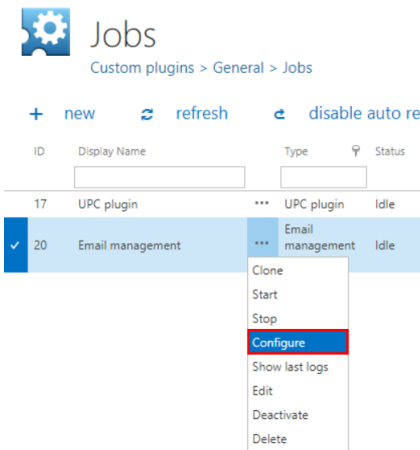 Jobs
Custom plugins > General > Jobs
+ new refresh disable auto re
ID Display Name Type Status
17 UPC plugin ••• UPC plugin Idle
20 Email management ••• Email management Idle
Clone
Start
Stop
Configure
Show last logs
Edit
Deactivate
Delete